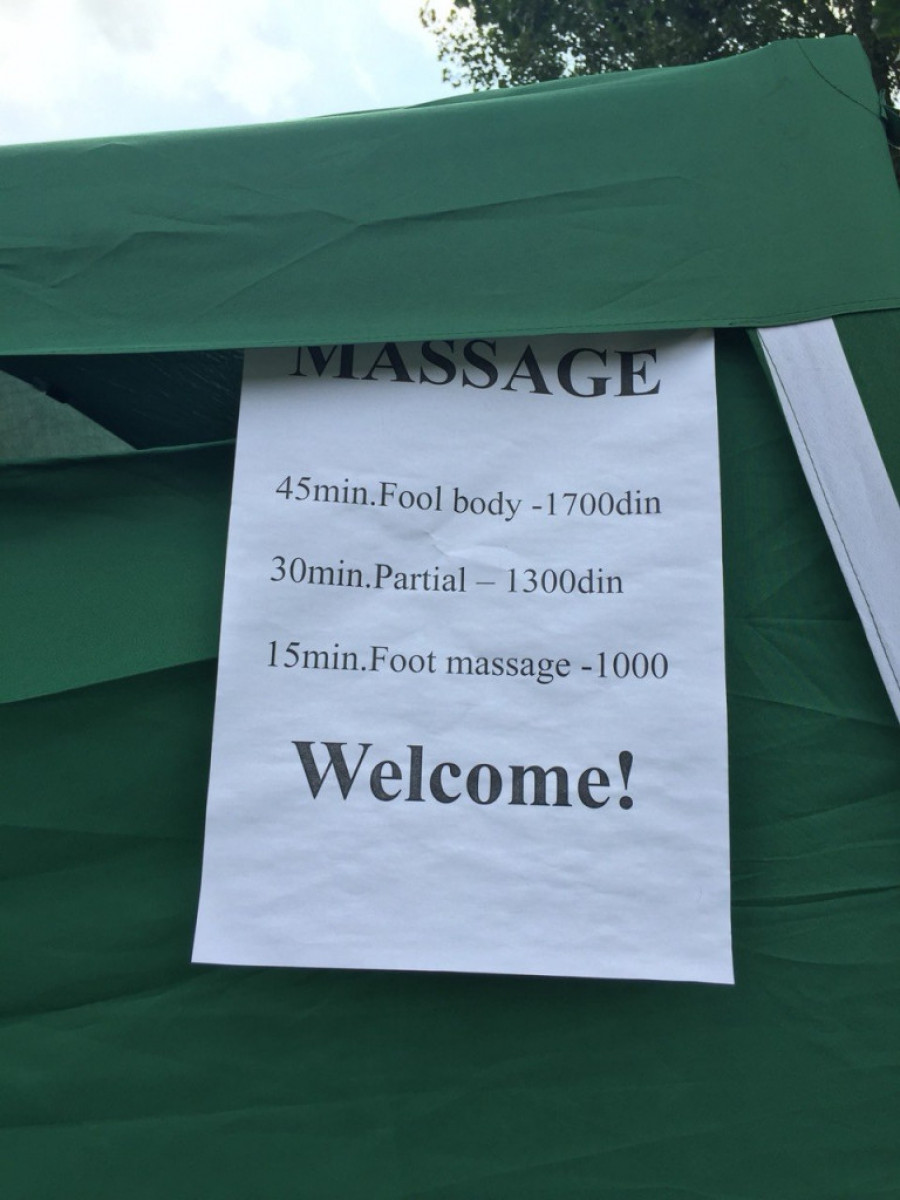 MASSAGE
45min.Fool body -1700din
30min.Partial – 1300din
15min.Foot massage -1000
Welcome!